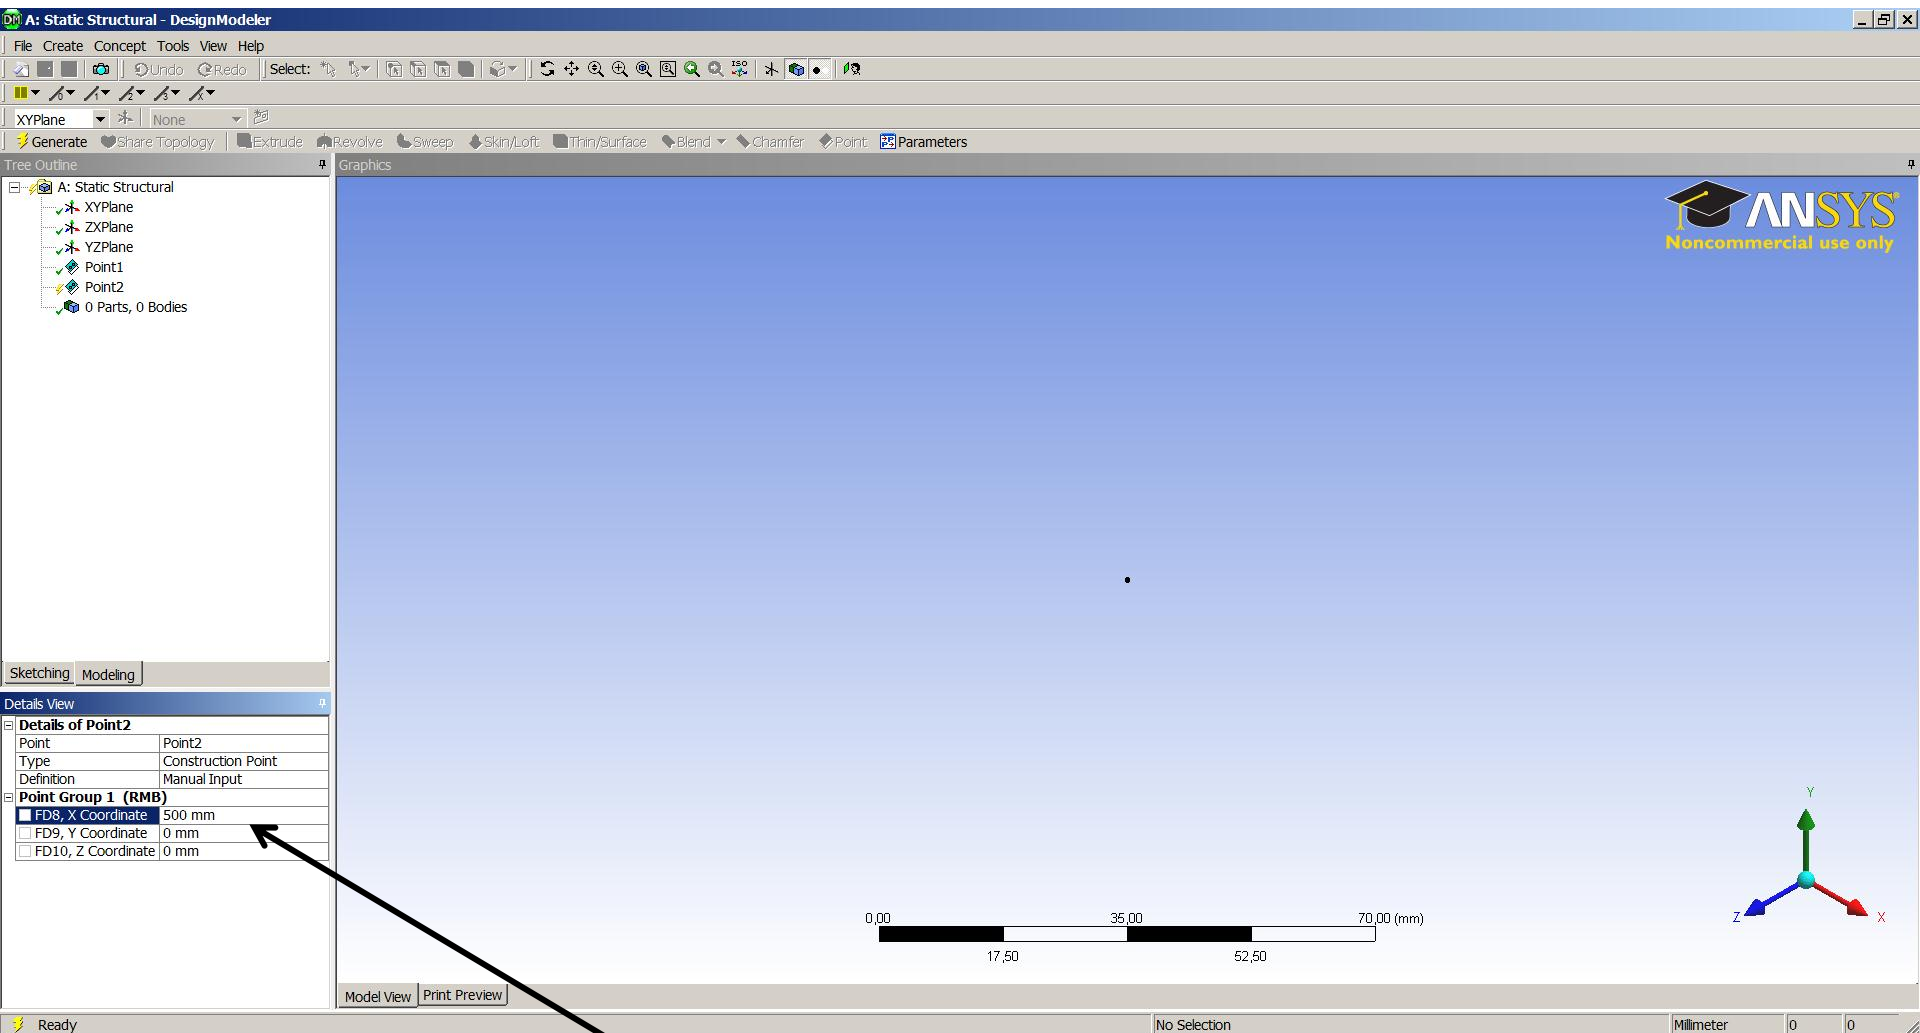 A: Static Structural - DesignModeler
File Create Concept Tools View Help
Undo Redo Select: ISO
XYPlane None
Generate Share Topology Extrude Revolve Sweep Skin/Loft Thin/Surface Blend Chamfer Point Parameters
Tree Outline
A: Static Structural
XYPlane
ZXPlane
YZPlane
Point1
Point2
0 Parts, 0 Bodies
Sketching Modeling
Details View
Details of Point2
Point Point2
Type Construction Point
Definition Manual Input
Point Group 1 (RMB)
FD8, X Coordinate 500 mm
FD9, Y Coordinate 0 mm
FD10, Z Coordinate 0 mm
Graphics
ANSYS
Noncommercial use only
Y
Z
X
0,00 35,00 70,00 (mm)
17,50 52,50
Model View Print Preview
Ready No Selection Millimeter 0 0